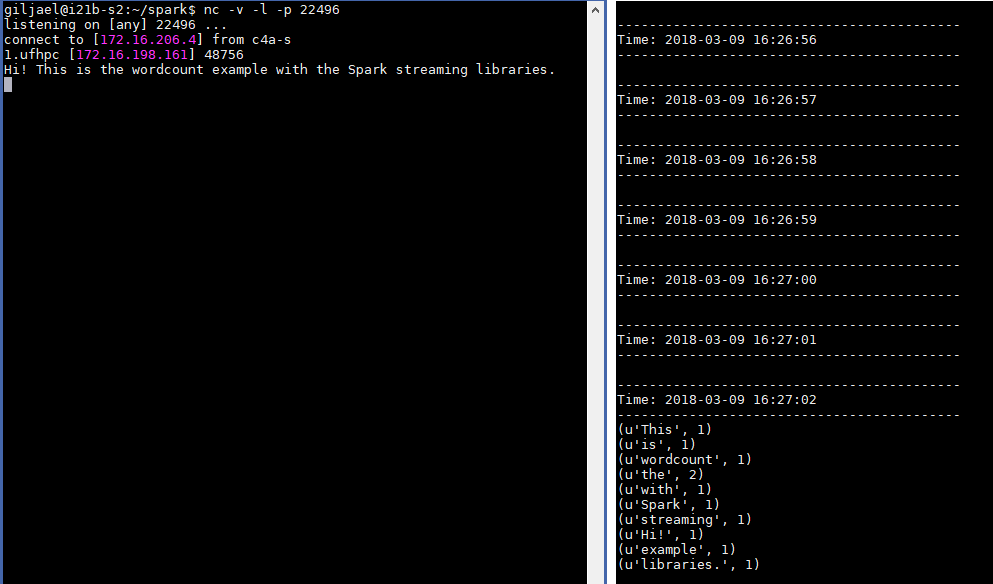 giljael@i21b-s2:~/spark$ nc -v -l -p 22496
listening on [any] 22496 ...
connect to [172.16.206.4] from c4a-s
1.ufhpc [172.16.198.161] 48756
Hi! This is the wordcount example with the Spark streaming libraries.
-------------------------------------------
Time: 2018-03-09 16:26:56
-------------------------------------------
-------------------------------------------
Time: 2018-03-09 16:26:57
-------------------------------------------
-------------------------------------------
Time: 2018-03-09 16:26:58
-------------------------------------------
-------------------------------------------
Time: 2018-03-09 16:26:59
-------------------------------------------
-------------------------------------------
Time: 2018-03-09 16:27:00
-------------------------------------------
-------------------------------------------
Time: 2018-03-09 16:27:01
-------------------------------------------
-------------------------------------------
Time: 2018-03-09 16:27:02
-------------------------------------------
(u'This', 1)
(u'is', 1)
(u'wordcount', 1)
(u'the', 2)
(u'with', 1)
(u'Spark', 1)
(u'streaming', 1)
(u'Hi!', 1)
(u'example', 1)
(u'libraries.', 1)